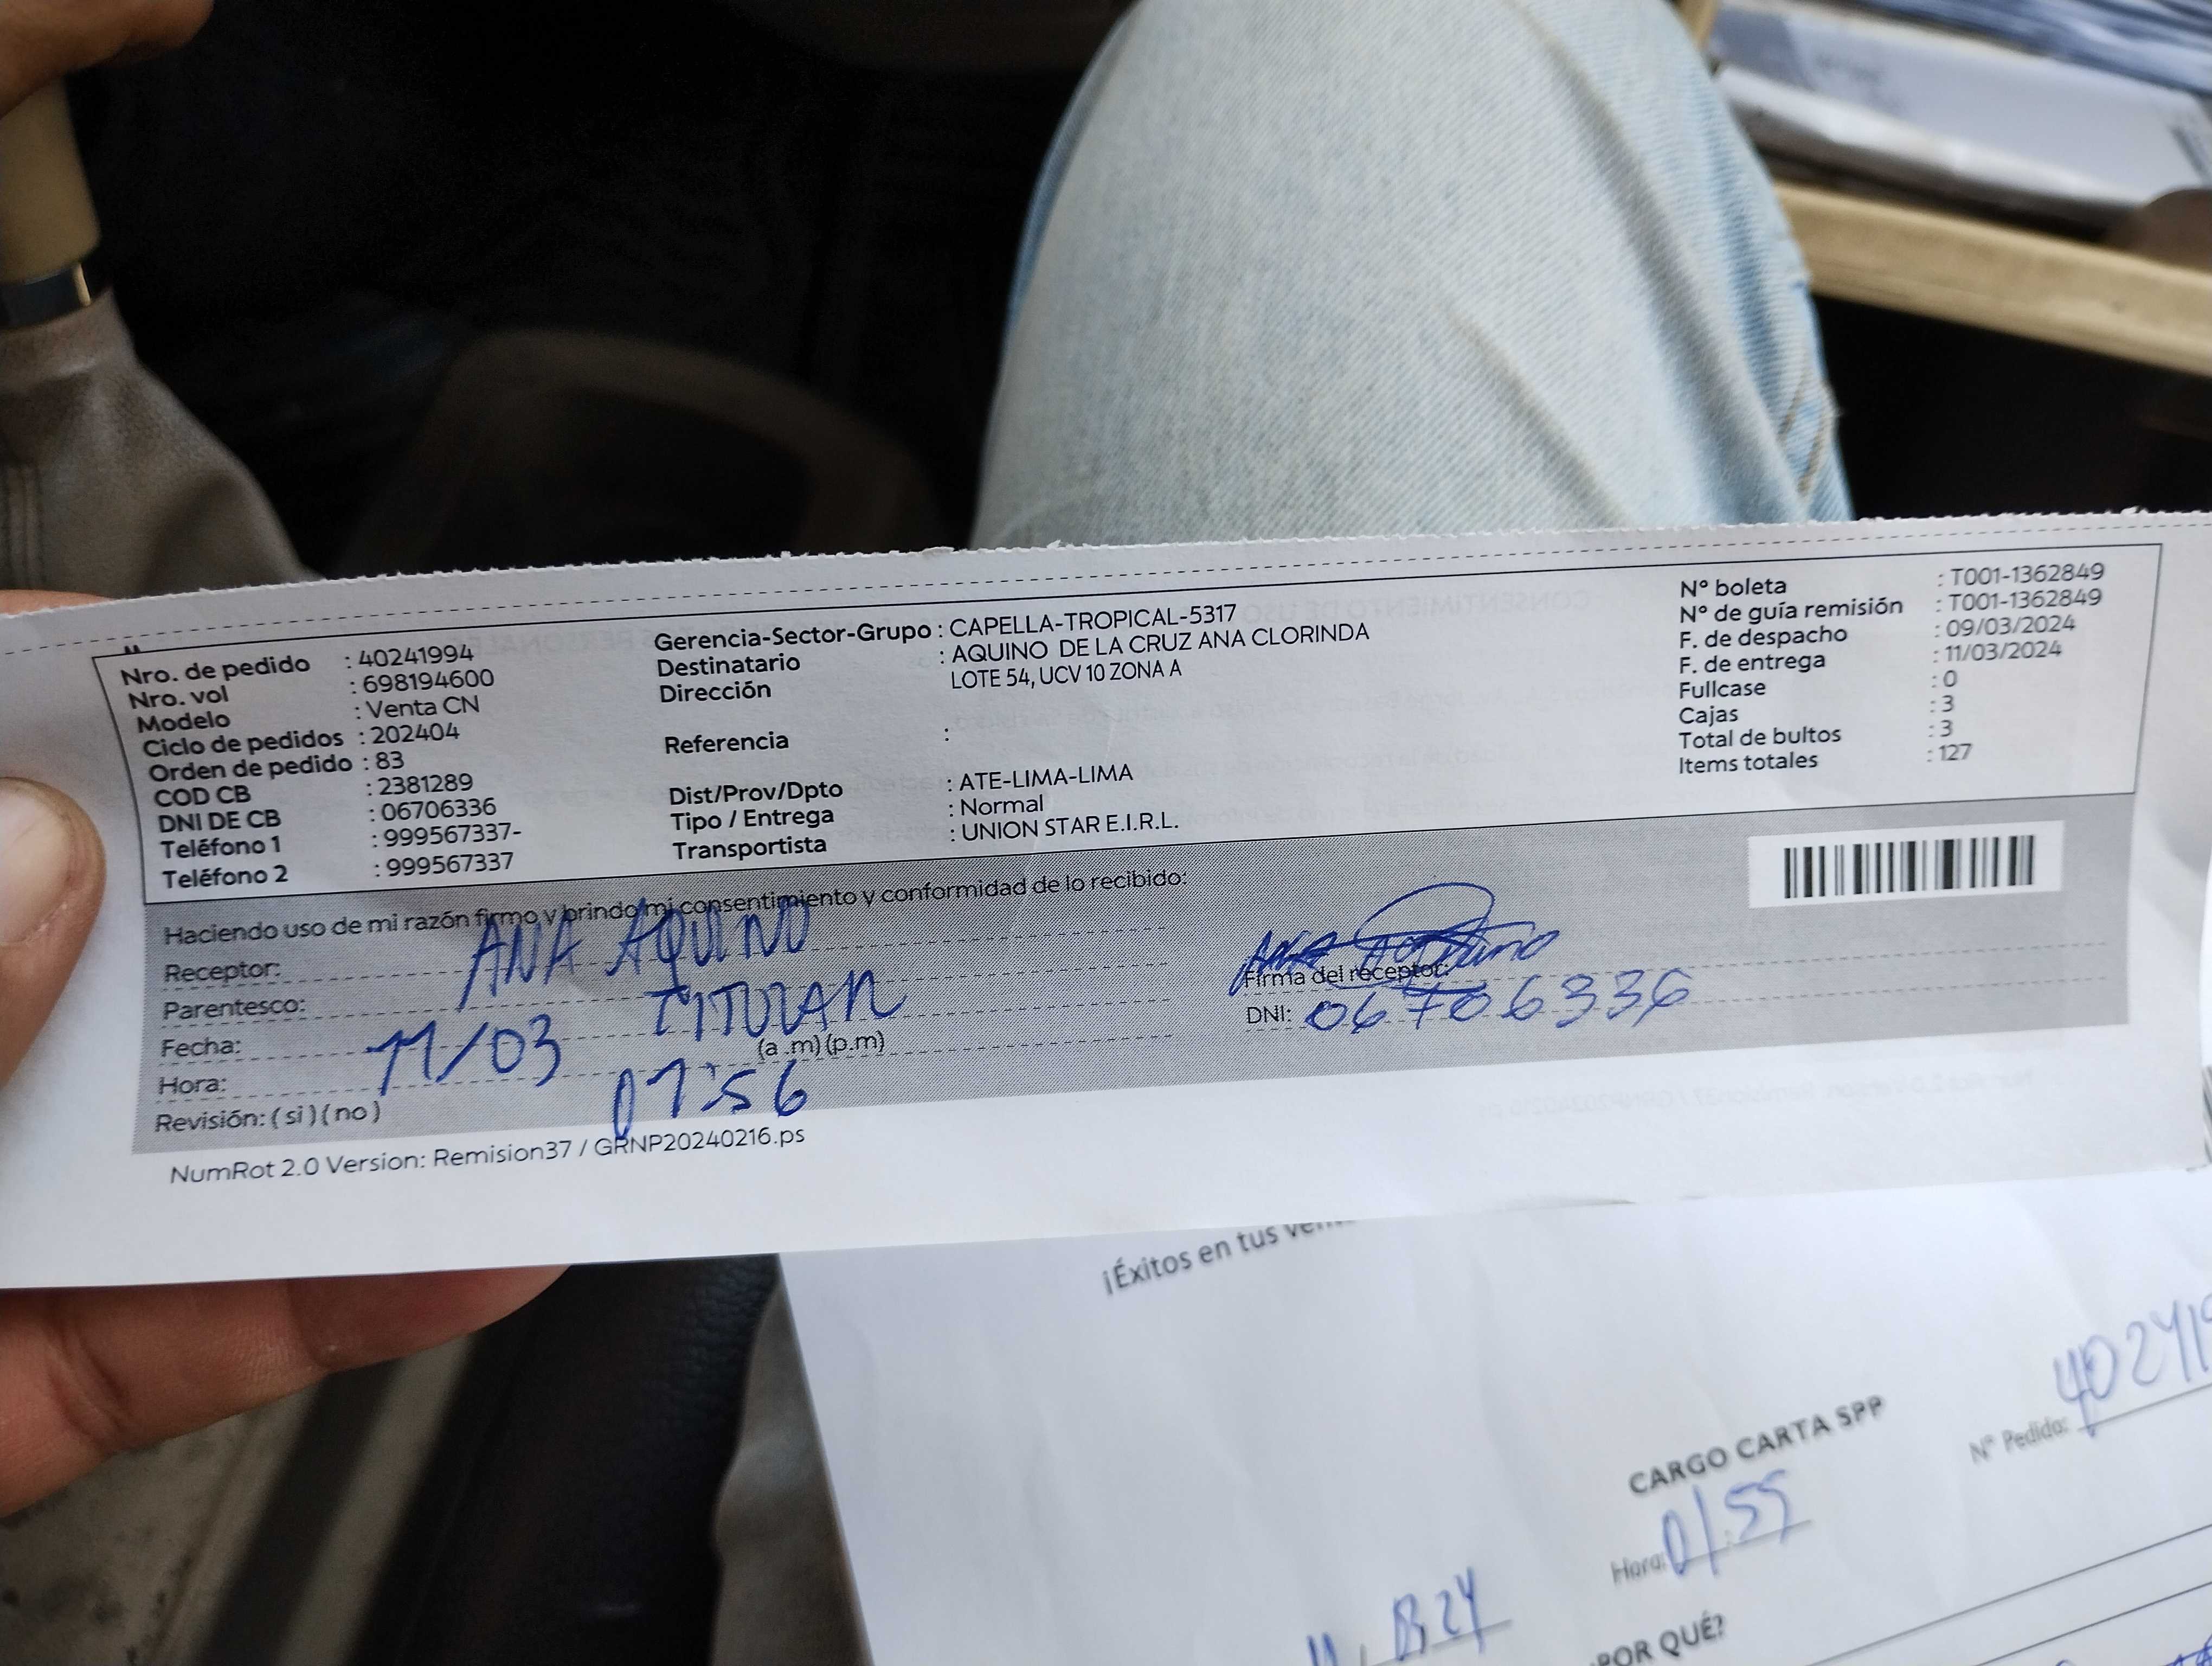 Nro. de pedido : 40241994
Nro. vol : 698194600
Modelo : Venta CN
Ciclo de pedidos : 202404
Orden de pedido : 83
COD CB : 2381289
DNI DE CB : 06706336
Teléfono 1 : 999567337-
Teléfono 2 : 999567337
Gerencia-Sector-Grupo : CAPELLA-TROPICAL-5317
Destinatario : AQUINO DE LA CRUZ ANA CLORINDA
Dirección LOTE 54, UCV 10 ZONA A
Referencia :
Dist/Prov/Dpto : ATE-LIMA-LIMA
Tipo / Entrega : Normal
Transportista : UNION STAR E.I.R.L.
N° boleta : T001-1362849
N° de guía remisión : T001-1362849
F. de despacho : 09/03/2024
F. de entrega : 11/03/2024
Fullcase : 0
Cajas : 3
Total de bultos : 3
Items totales : 127
Haciendo uso de mi razón firmo y brindo mi consentimiento y conformidad de lo recibido:
Receptor: ANA AQUINO
Parentesco: TITULAR
Fecha: 11/03
Hora: 01:56 (a.m) (p.m)
Revisión: ( si ) ( no )
Firma del receptor:
DNI: 06706336
NumRot 2.0 Version: Remision37 / GRNP20240216.ps
¡Éxitos en tus
CARGO CARTA SPP
N° Pedido: 40241
Hora: 01:55
POR QUÉ?